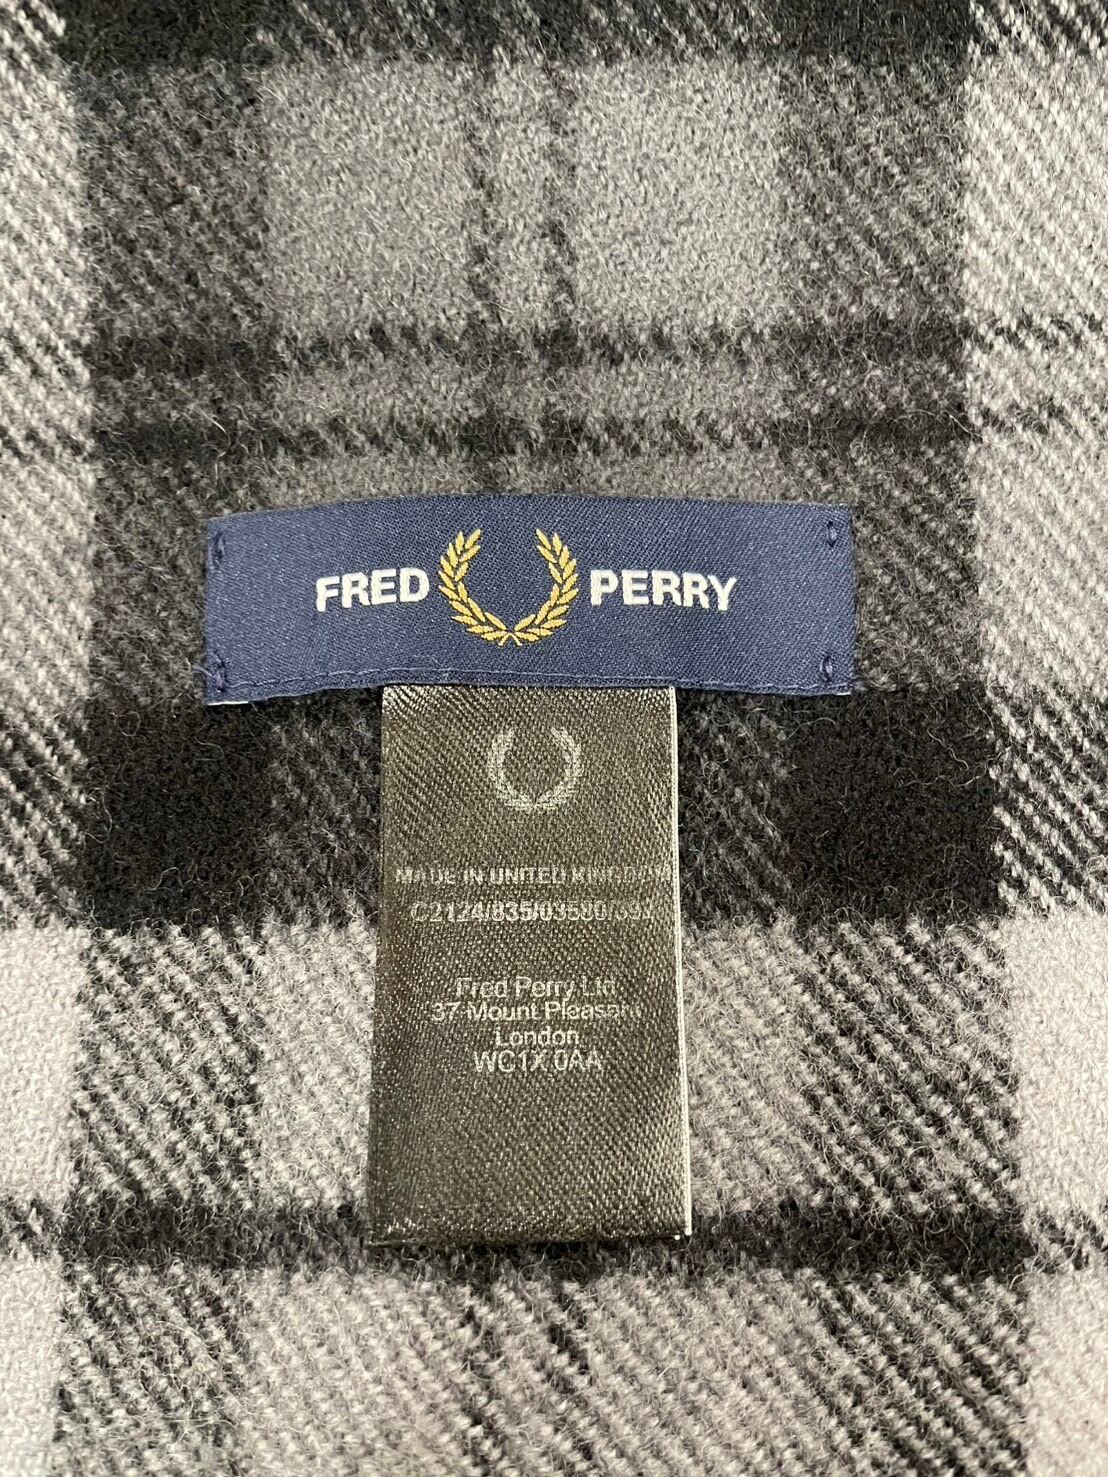 FRED PERRY
MADE IN UNITED KINGDOM
Fred Perry Ltd
37 Mount Pleasant
London
WC1X 0AA